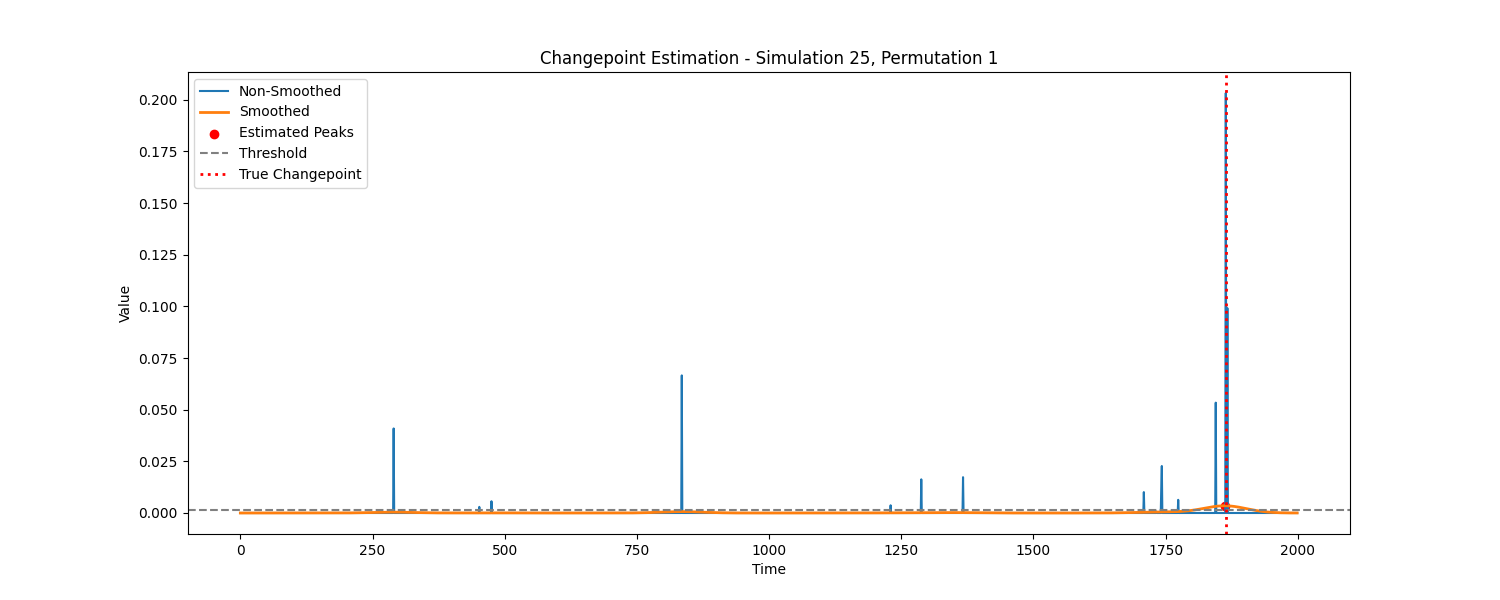 Changepoint Estimation - Simulation 25, Permutation 1
Non-Smoothed
Smoothed
Estimated Peaks
Threshold
True Changepoint
Value
0.200
0.175
0.150
0.125
0.100
0.075
0.050
0.025
0.000
0 250 500 750 1000 1250 1500 1750 2000
Time